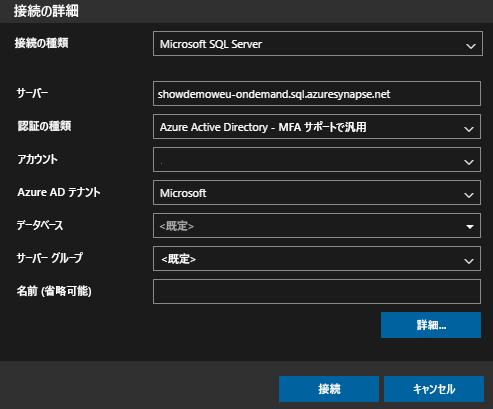 接続の詳細
接続の種類 Microsoft SQL Server
サーバー showdemoweu-ondemand.sql.azuresynapse.net
認証の種類 Azure Active Directory - MFA サポートで汎用
アカウント
Azure AD テナント Microsoft
データベース <既定>
サーバー グループ <既定>
名前 (省略可能)
詳細...
接続 キャンセル